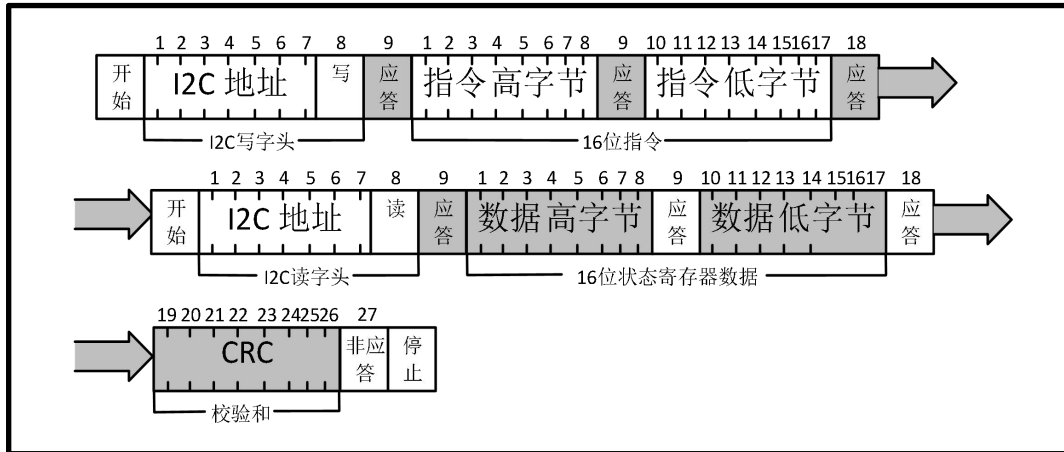 1 2 3 4 5 6 7 8 9 1 2 3 4 5 6 7 8 9 10 11 12 13 14 15 16 17 18
开始 I2C 地址 写 应答 指令高字节 应答 指令低字节 应答
I2C写字头 16位指令
1 2 3 4 5 6 7 8 9 1 2 3 4 5 6 7 8 9 10 11 12 13 14 15 16 17 18
开始 I2C 地址 读 应答 数据高字节 应答 数据低字节 应答
I2C读字头 16位状态寄存器数据
19 20 21 22 23 24 25 26 27
CRC 非应答 停止
校验和